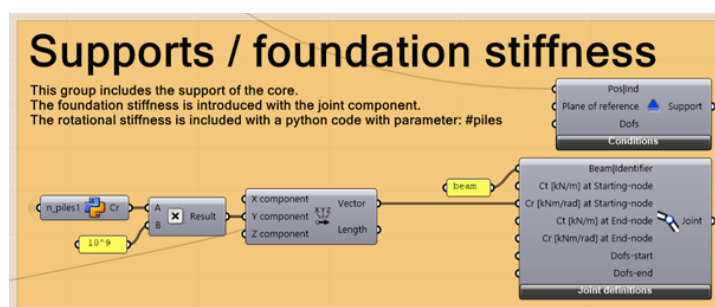 Supports / foundation stiffness
This group includes the support of the core.
The foundation stiffness is introduced with the joint component.
The rotational stiffness is included with a python code with parameter: #piles
Pos|Ind
Plane of reference
Support
Dofs
Conditions
n_piles1
Cr
10^9
A
B
Result
X component
Y component
Z component
XYZ
Vector
Length
beam
Beam|Identifier
Ct [kN/m] at Starting-node
Cr [kNm/rad] at Starting-node
Ct [kN/m] at End-node
Cr [kNm/rad] at End-node
Dofs-start
Dofs-end
Joint
Joint definitions